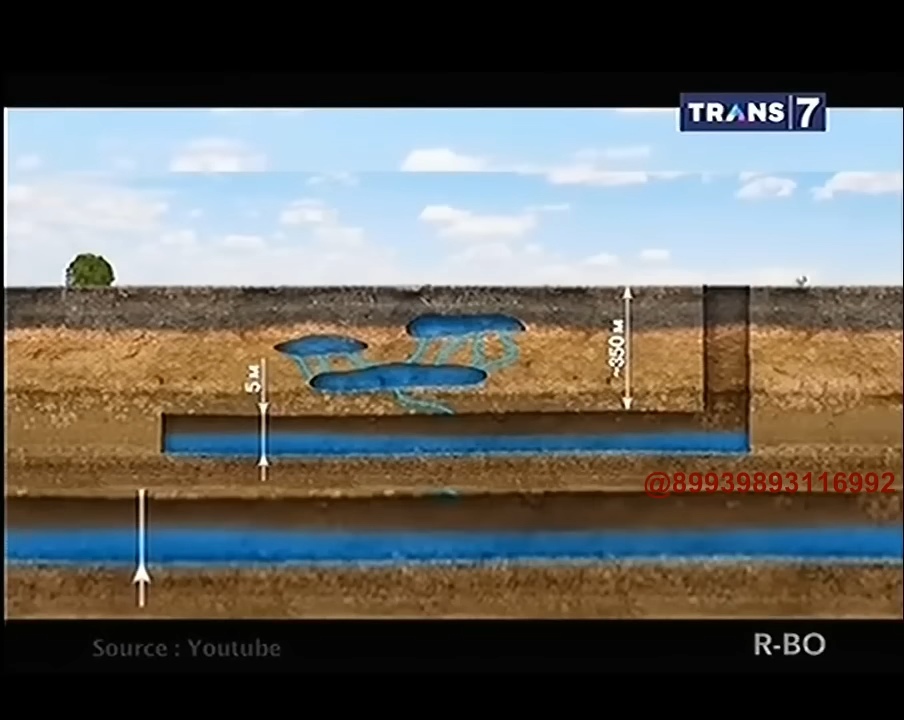 TRANS|7
~350 м
5 м
@89939893116992
Source : Youtube
R-BO